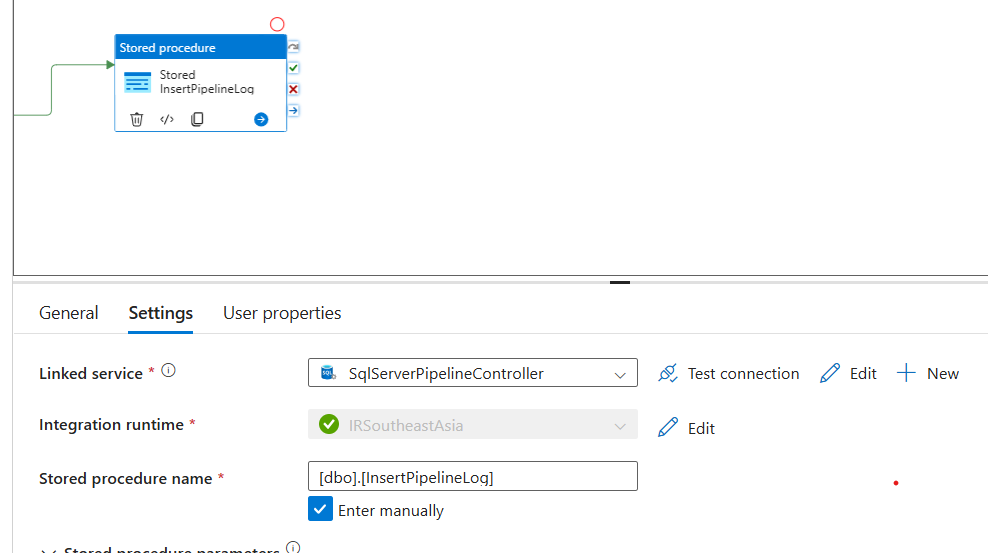 Stored procedure
Stored
InsertPipelineLog
General
Settings
User properties
Linked service *
SQL
SqlServerPipelineController
Test connection
Edit
New
Integration runtime *
IRSoutheastAsia
Edit
Stored procedure name *
[dbo].[InsertPipelineLog]
Enter manually
Stored procedure parameters